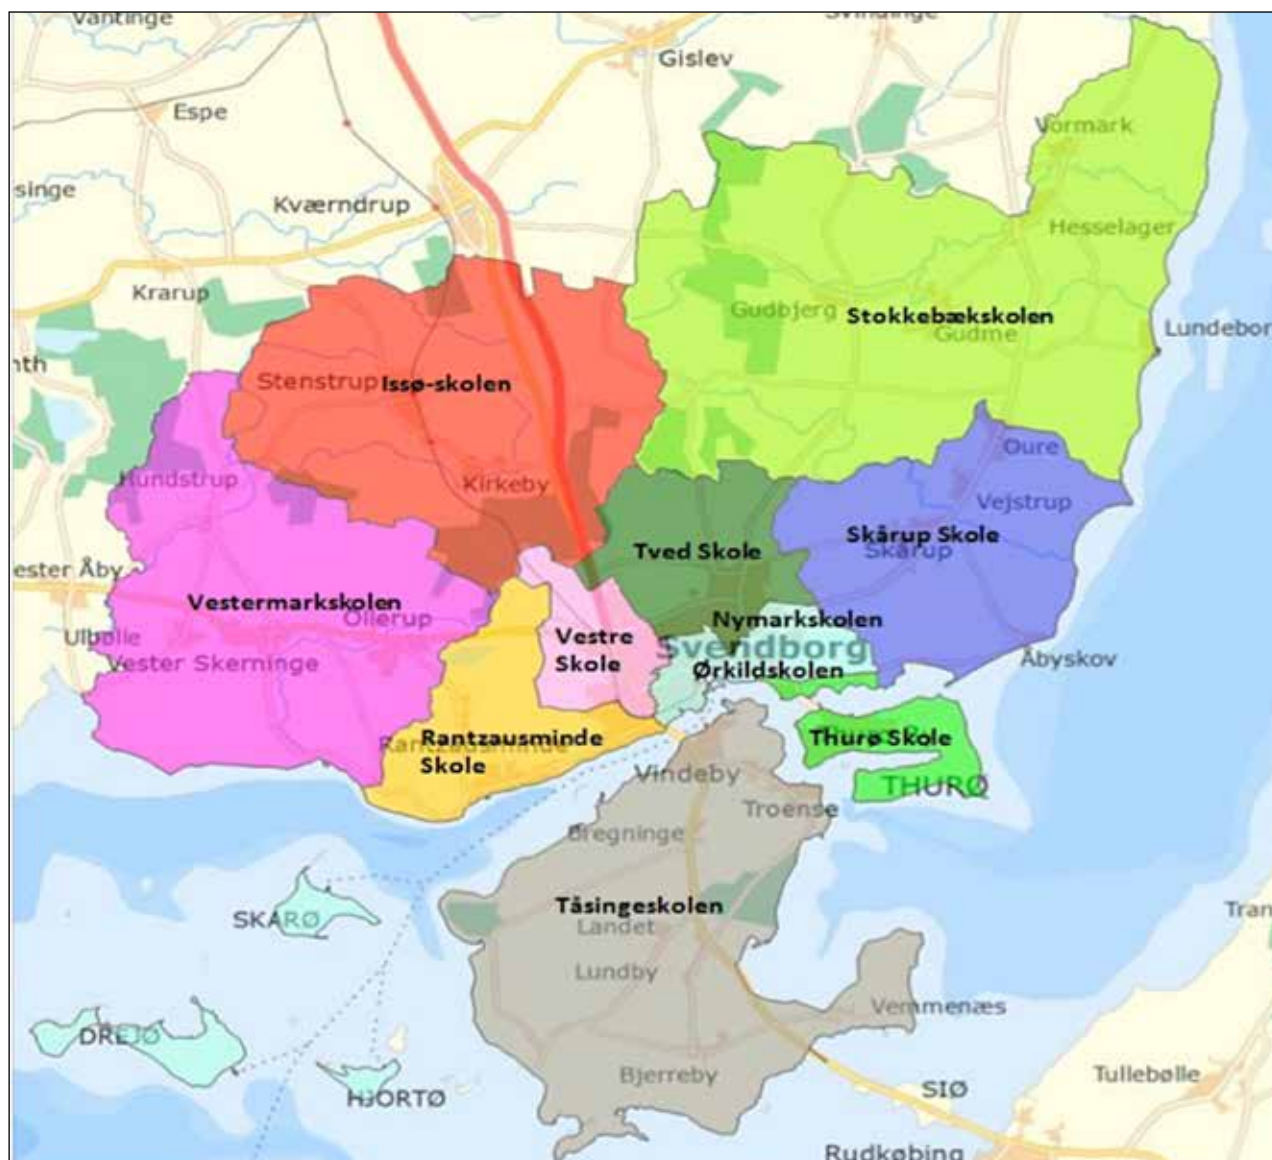 Vantinge
Svindinge
Gislev
Espe
Vormark
singe
Kværndrup
Hesselager
Krarup
Gudbjerg
Stokkebækskolen
Gudme
Lundebor
nth
Stenstrup
Issø-skolen
Oure
Hundstrup
Kirkeby
Vejstrup
Skårup Skole
Tved Skole
Skårup
ester Åby
Vestermarkskolen
Ollerup
Nymarkskolen
Ulbølle
Vestre
Skole
Svendborg
Vester Skerninge
Ørkildskolen
Åbyskov
Rantzausminde
Skole
Rantzausminde
Thurø Skole
Vindeby
THURØ
Troense
Bregninge
Tåsingeskolen
SKARØ
Landet
Tran
Lundby
Vemmenæs
DREJØ
Bjerreby
Tullebølle
HJORTØ
SIØ
Rudkøbing